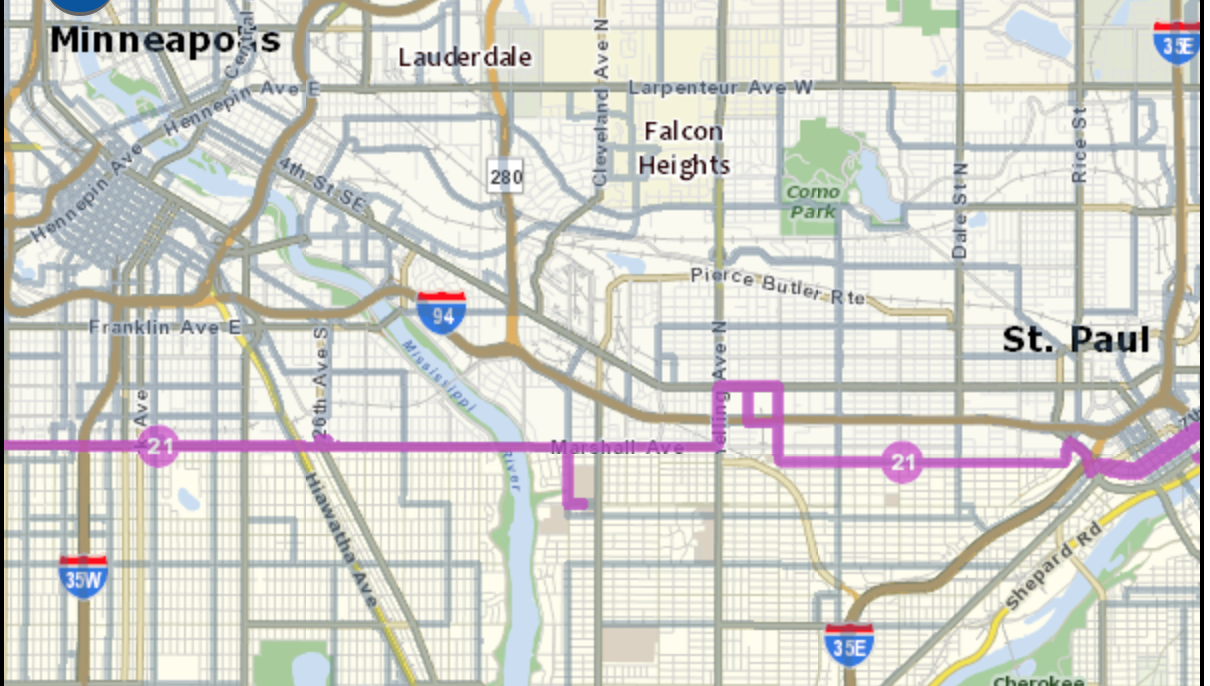 Minneapolis
Central
Lauderdale
Cleveland Ave N
35E
Hennepin Ave E
Larpenteur Ave W
Falcon
Heights
Rice St
Hennepin Ave
4th St SE
280
Como
Park
Dale St N
Pierce Butler Rte
94
Franklin Ave E
26th Ave S
Mississippi
River
Snelling Ave N
St. Paul
Ave
7th
21
Marshall Ave
21
Hiawatha Ave
35W
Shepard Rd
35E
Cherokee